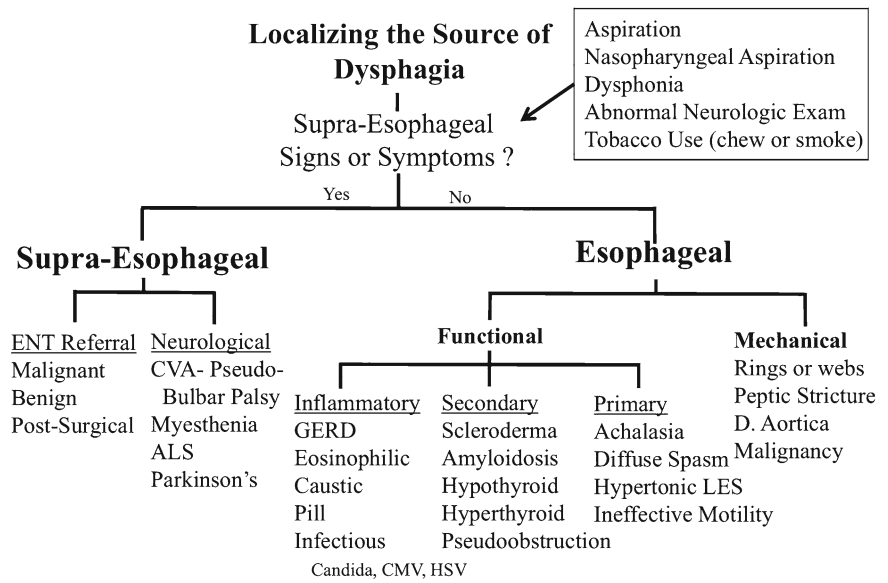 Localizing the Source of
Dysphagia
Aspiration
Nasopharyngeal Aspiration
Dysphonia
Abnormal Neurologic Exam
Tobacco Use (chew or smoke)
Supra-Esophageal
Signs or Symptoms ?
Yes
No
Supra-Esophageal
ENT Referral
Malignant
Benign
Post-Surgical
Neurological
CVA- Pseudo-
Bulbar Palsy
Myesthenia
ALS
Parkinson's
Esophageal
Functional
Inflammatory
GERD
Eosinophilic
Caustic
Pill
Infectious
Candida, CMV, HSV
Secondary
Scleroderma
Amyloidosis
Hypothyroid
Hyperthyroid
Pseudoobstruction
Primary
Achalasia
Diffuse Spasm
Hypertonic LES
Ineffective Motility
Mechanical
Rings or webs
Peptic Stricture
D. Aortica
Malignancy